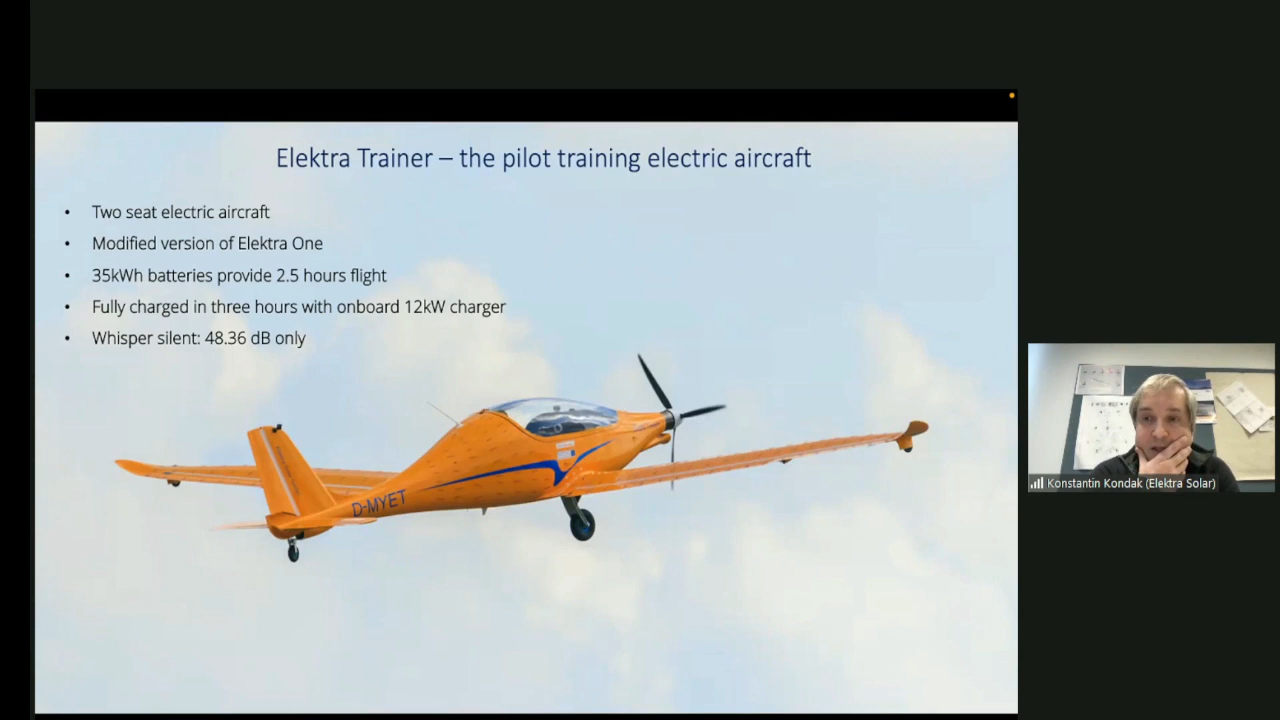 Elektra Trainer – the pilot training electric aircraft
• Two seat electric aircraft
• Modified version of Elektra One
• 35kWh batteries provide 2.5 hours flight
• Fully charged in three hours with onboard 12kW charger
• Whisper silent: 48.36 dB only
D-MYET
Konstantin Kondak (Elektra Solar)